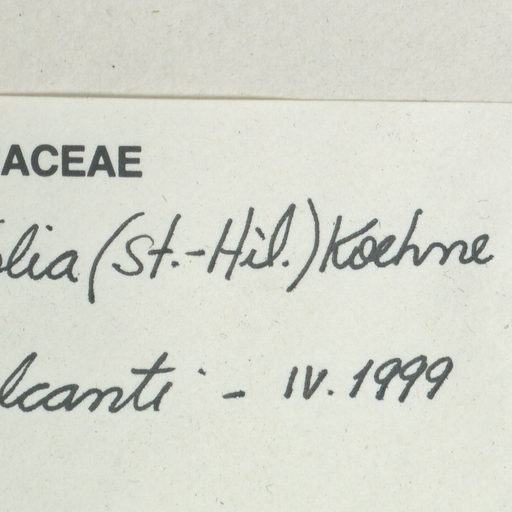 ACEAE
olia (St.-Hil.) Koehne
lcanti - IV. 1999